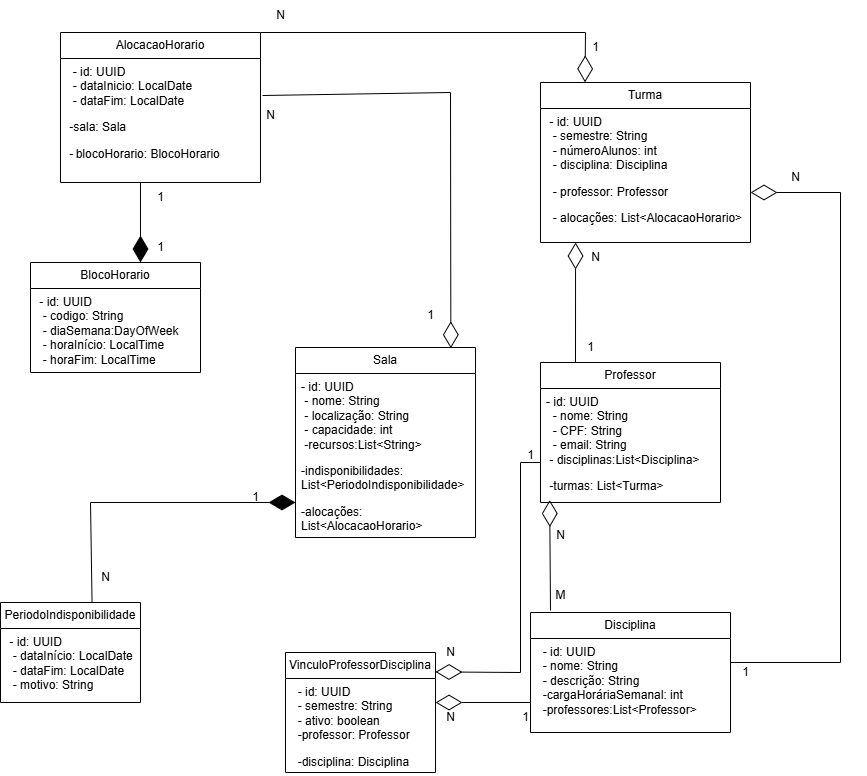 N
AlocacaoHorario
- id: UUID
- dataInicio: LocalDate
- dataFim: LocalDate
-sala: Sala
- blocoHorario: BlocoHorario
1
N
Turma
- id: UUID
- semestre: String
- númeroAlunos: int
- disciplina: Disciplina
- professor: Professor
- alocações: List<AlocacaoHorario>
N
1
1
BlocoHorario
- id: UUID
- codigo: String
- diaSemana:DayOfWeek
- horaInício: LocalTime
- horaFim: LocalTime
N
1
1
Sala
- id: UUID
- nome: String
- localização: String
- capacidade: int
-recursos:List<String>
-indisponibilidades:
List<PeriodoIndisponibilidade>
-alocações:
List<AlocacaoHorario>
Professor
- id: UUID
- nome: String
- CPF: String
- email: String
- disciplinas:List<Disciplina>
-turmas: List<Turma>
1
1
N
N
M
PeriodoIndisponibilidade
- id: UUID
- dataInício: LocalDate
- dataFim: LocalDate
- motivo: String
Disciplina
- id: UUID
- nome: String
- descrição: String
-cargaHoráriaSemanal: int
-professores:List<Professor>
1
N
VinculoProfessorDisciplina
- id: UUID
- semestre: String
- ativo: boolean
-professor: Professor
-disciplina: Disciplina
N
1